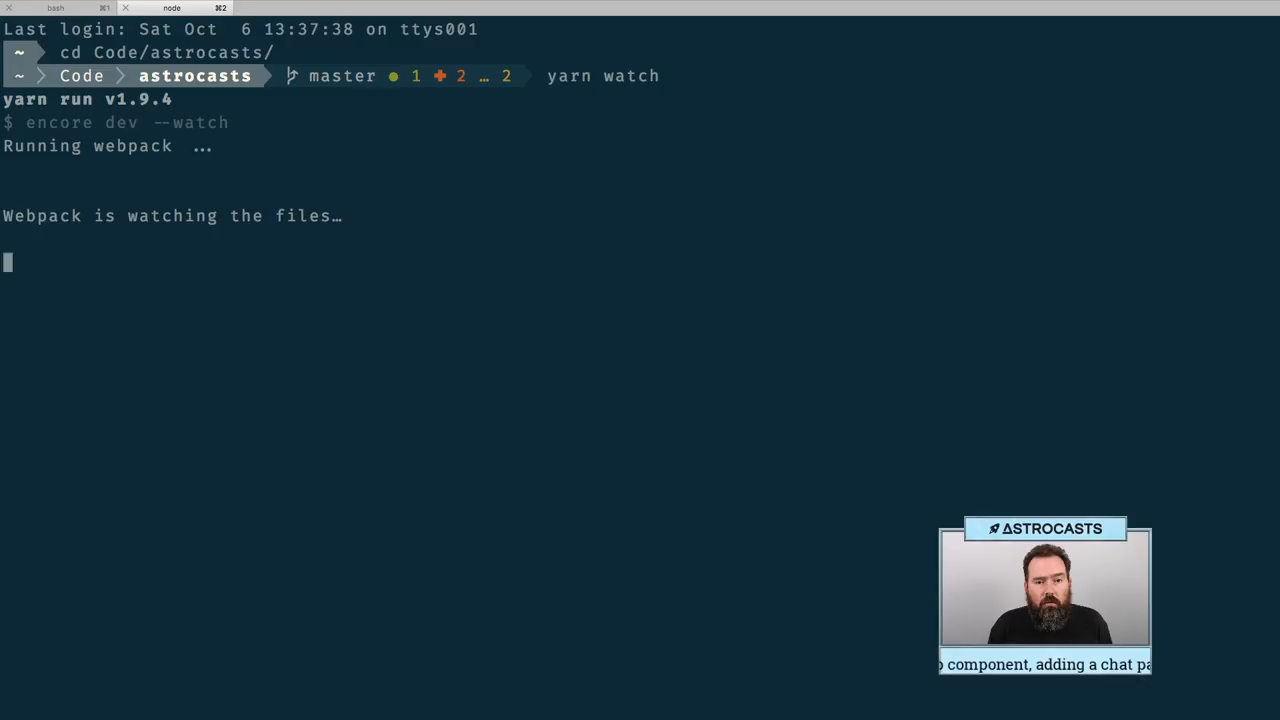 bash ⌘1 node ⌘2
Last login: Sat Oct  6 13:37:38 on ttys001
~ cd Code/astrocasts/
~ Code astrocasts master ● 1 ✚ 2 … 2 yarn watch
yarn run v1.9.4
$ encore dev --watch
Running webpack ...
Webpack is watching the files…
ΔSTROCASTS
component, adding a chat